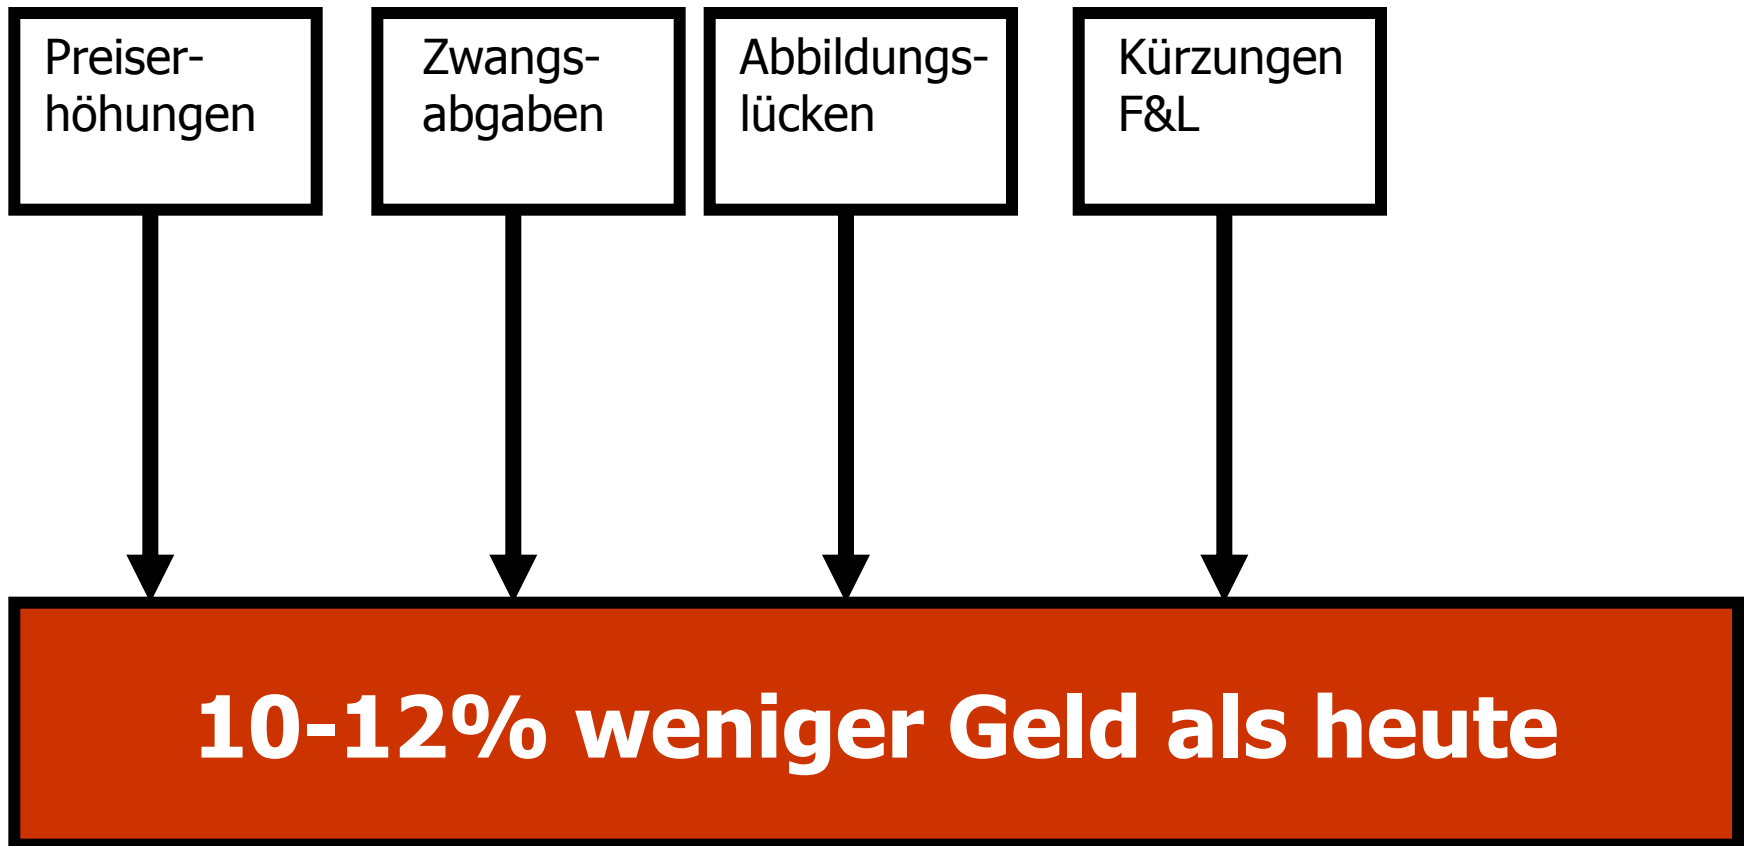 Preiser-
höhungen
Zwangs-
abgaben
Abbildungs-
lücken
Kürzungen
F&L
10-12% weniger Geld als heute